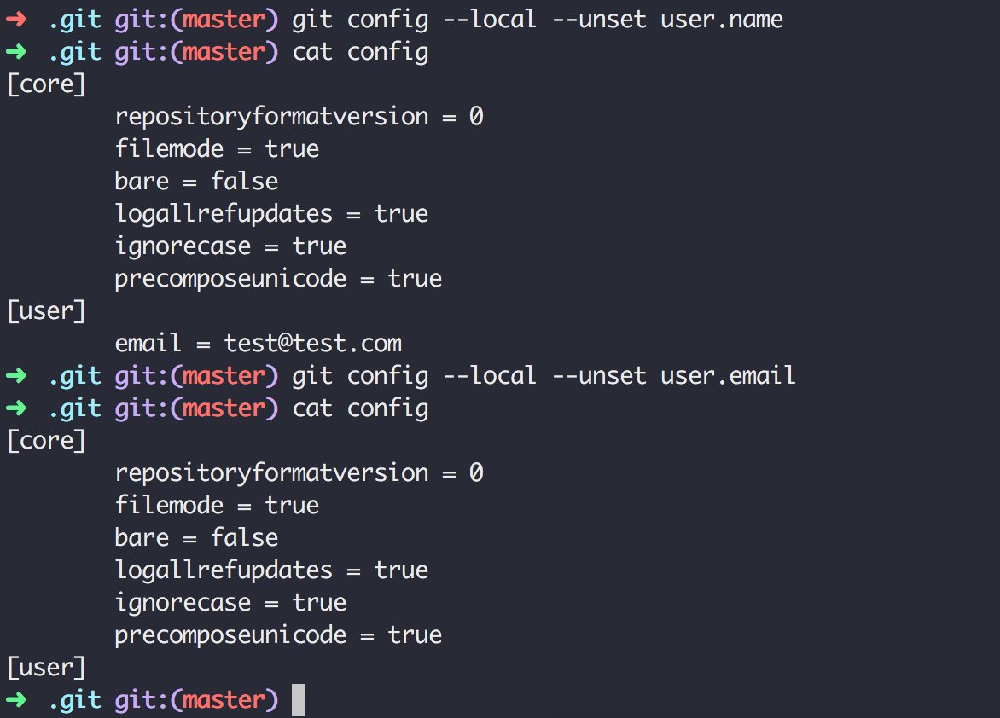 ➜  .git git:(master) git config --local --unset user.name
➜  .git git:(master) cat config
[core]
        repositoryformatversion = 0
        filemode = true
        bare = false
        logallrefupdates = true
        ignorecase = true
        precomposeunicode = true
[user]
        email = test@test.com
➜  .git git:(master) git config --local --unset user.email
➜  .git git:(master) cat config
[core]
        repositoryformatversion = 0
        filemode = true
        bare = false
        logallrefupdates = true
        ignorecase = true
        precomposeunicode = true
[user]
➜  .git git:(master)